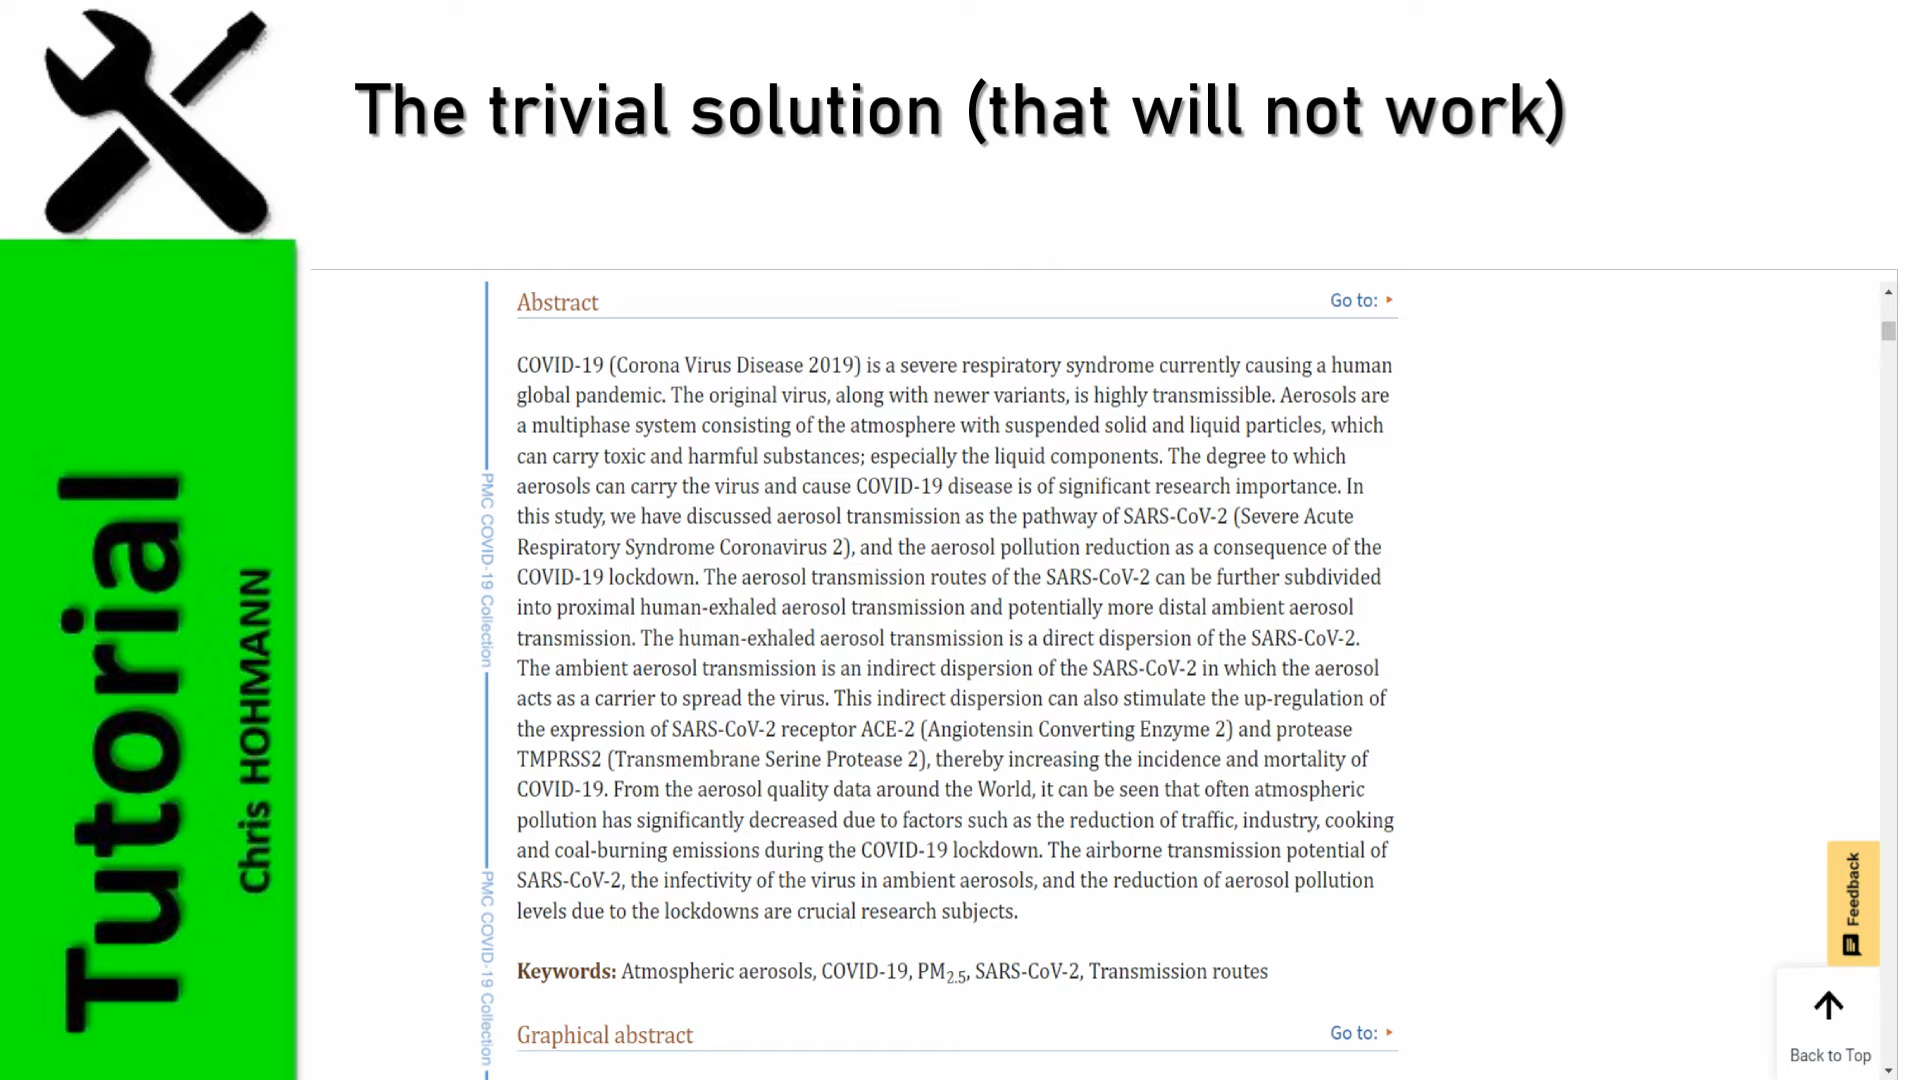 The trivial solution (that will not work)
Tutorial
Chris HOHMANN
Abstract
Go to:
COVID-19 (Corona Virus Disease 2019) is a severe respiratory syndrome currently causing a human
global pandemic. The original virus, along with newer variants, is highly transmissible. Aerosols are
a multiphase system consisting of the atmosphere with suspended solid and liquid particles, which
can carry toxic and harmful substances; especially the liquid components. The degree to which
aerosols can carry the virus and cause COVID-19 disease is of significant research importance. In
this study, we have discussed aerosol transmission as the pathway of SARS-CoV-2 (Severe Acute
Respiratory Syndrome Coronavirus 2), and the aerosol pollution reduction as a consequence of the
COVID-19 lockdown. The aerosol transmission routes of the SARS-CoV-2 can be further subdivided
into proximal human-exhaled aerosol transmission and potentially more distal ambient aerosol
transmission. The human-exhaled aerosol transmission is a direct dispersion of the SARS-CoV-2.
The ambient aerosol transmission is an indirect dispersion of the SARS-CoV-2 in which the aerosol
acts as a carrier to spread the virus. This indirect dispersion can also stimulate the up-regulation of
the expression of SARS-CoV-2 receptor ACE-2 (Angiotensin Converting Enzyme 2) and protease
TMPRSS2 (Transmembrane Serine Protease 2), thereby increasing the incidence and mortality of
COVID-19. From the aerosol quality data around the World, it can be seen that often atmospheric
pollution has significantly decreased due to factors such as the reduction of traffic, industry, cooking
and coal-burning emissions during the COVID-19 lockdown. The airborne transmission potential of
SARS-CoV-2, the infectivity of the virus in ambient aerosols, and the reduction of aerosol pollution
levels due to the lockdowns are crucial research subjects.
Keywords: Atmospheric aerosols, COVID-19, PM2.5, SARS-CoV-2, Transmission routes
Graphical abstract
Go to:
PMC COVID-19 Collection
PMC COVID-19 Collection
Feedback
Back to Top